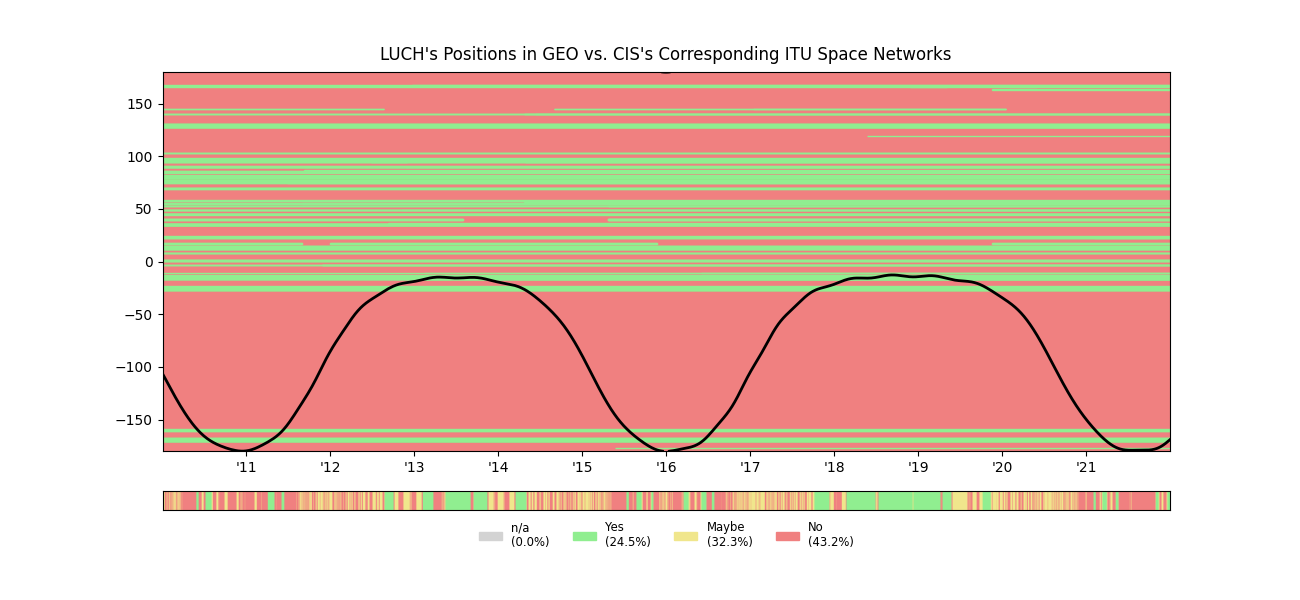 LUCH's Positions in GEO vs. CIS's Corresponding ITU Space Networks
150
100
50
0
−50
−100
−150
'11 '12 '13 '14 '15 '16 '17 '18 '19 '20 '21
n/a Yes Maybe No
(0.0%) (24.5%) (32.3%) (43.2%)